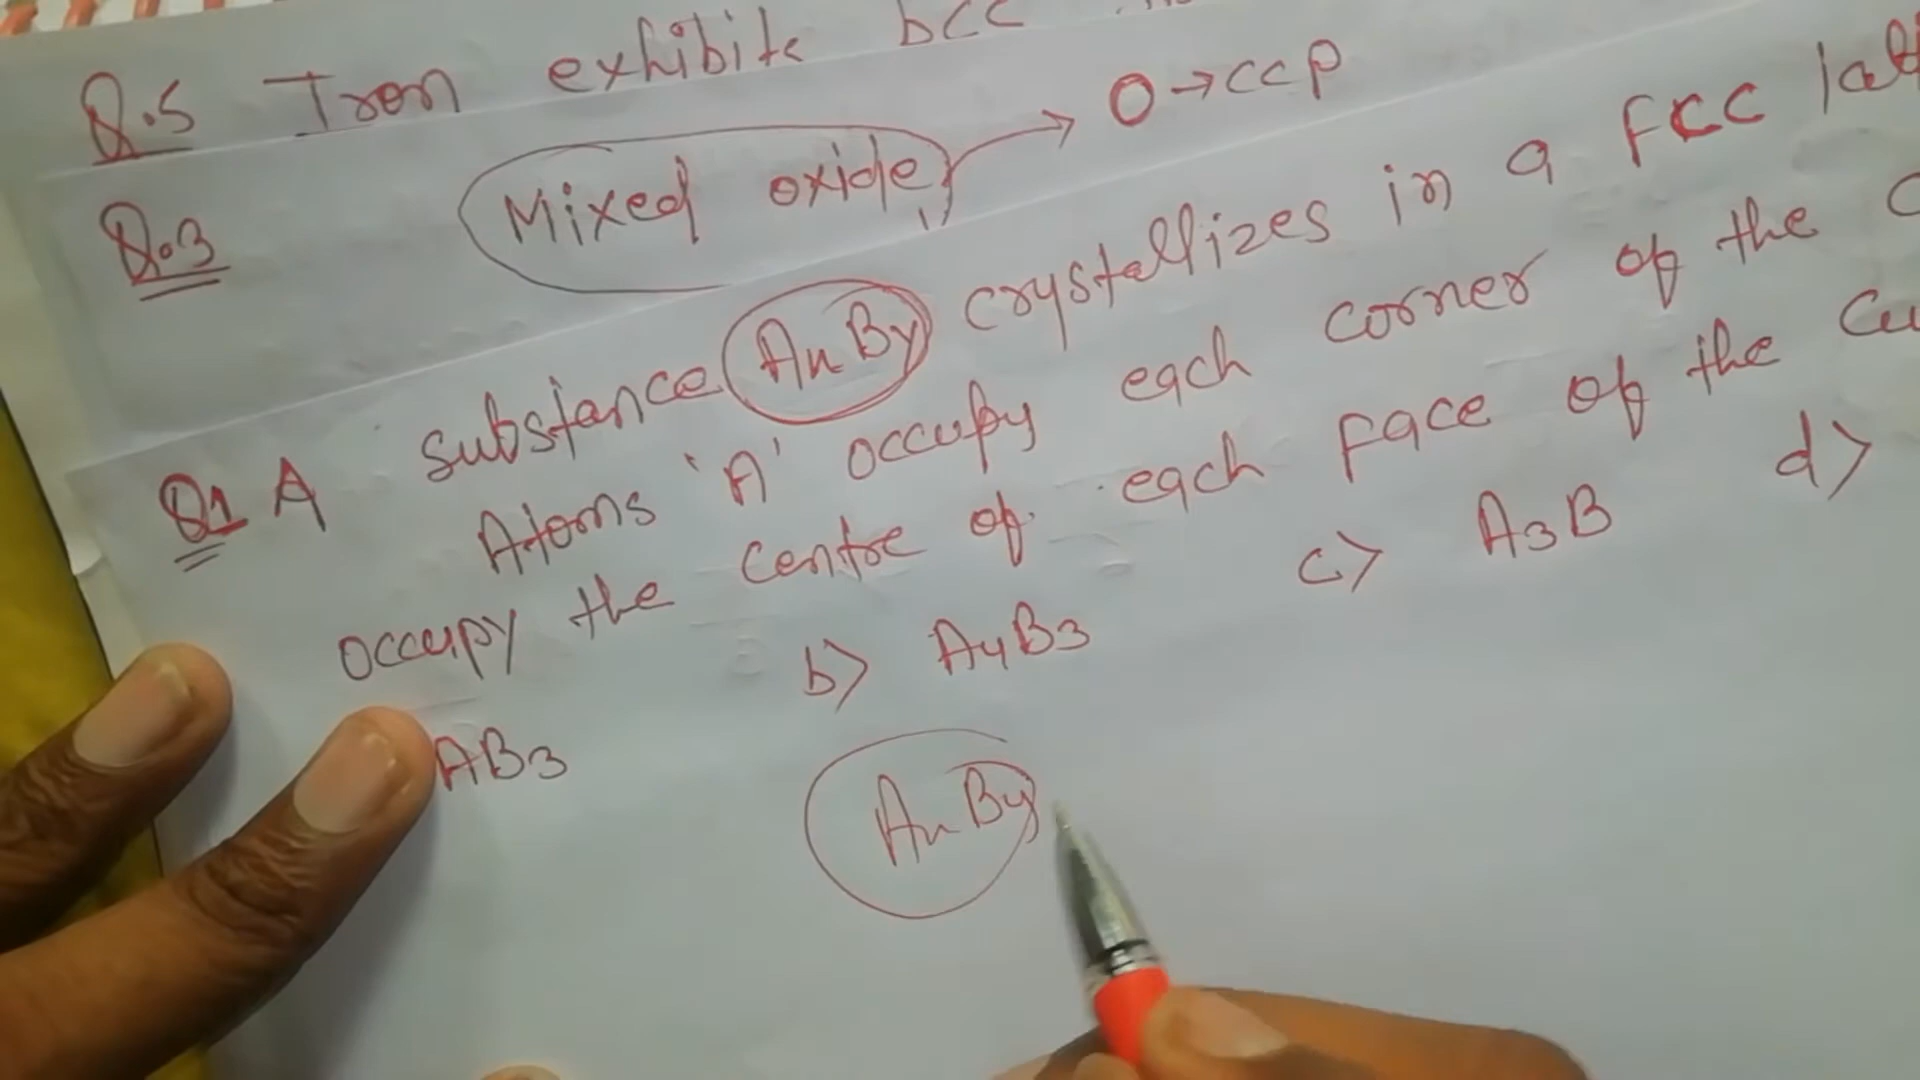 Q.5 Iron exhibits bcc
Q.3 Mixed oxide, → O → ccp
Q1 A substance AxBy crystallizes in a FCC
Atoms 'A' occupy each corner of the
occupy the centre of each face of the
AB3 b> A4B3 c> A3B d>
AxBy